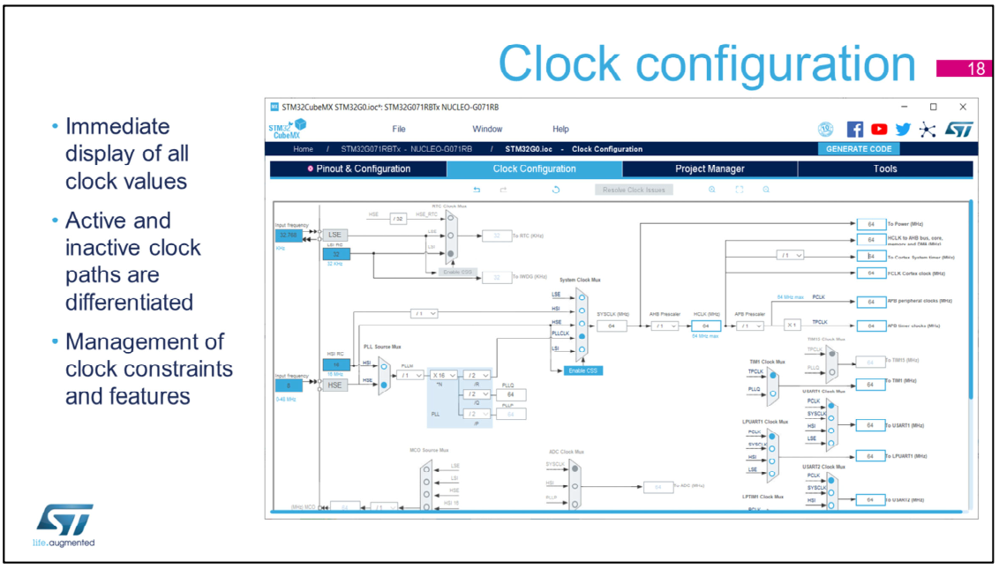 Clock configuration
18
• Immediate
display of all
clock values
• Active and
inactive clock
paths are
differentiated
• Management of
clock constraints
and features
MX STM32CubeMX STM32G0.ioc*: STM32G071RBTx NUCLEO-G071RB
STM32
CubeMX
File Window Help
Home / STM32G071RBTx - NUCLEO-G071RB / STM32G0.ioc - Clock Configuration
GENERATE CODE
Pinout & Configuration Clock Configuration Project Manager Tools
Resolve Clock Issues
RTC Clock Mux
HSE / 32 HSE_RTC
Input frequency
32.768
KHz
LSE
LSE
32 To RTC (KHz)
LSI RC
32
32 KHz
LSI
Enable CSS
32 To IWDG (KHz)
System Clock Mux
LSE
HSI
HSE
PLLCLK
LSI
Enable CSS
/ 1
SYSCLK (MHz)
64
AHB Prescaler
/ 1
HCLK (MHz)
64
64 MHz max
APB Prescaler
/ 1
64 To Power (MHz)
64 HCLK to AHB bus, core,
memory and DMA (MHz)
/ 1
64 To Cortex System timer (MHz)
64 FCLK Cortex clock (MHz)
64 MHz max PCLK
64 APB peripheral clocks (MHz)
X 1 TPCLK
64 APB timer clocks (MHz)
HSI RC
16
16 MHz
Input frequency
8
0-48 MHz
HSE
PLL Source Mux
HSI
HSE
PLLM
/ 1
X 16
*N
/ 2
/R
/ 2
/Q
/ 2
/P
PLL
PLLQ
64
PLLP
64
TIM15 Clock Mux
TPCLK
PLLQ
64 To TIM15 (MHz)
TIM1 Clock Mux
TPCLK
PLLQ
64 To TIM1 (MHz)
USART1 Clock Mux
PCLK
SYSCLK
HSI
LSE
64 To USART1 (MHz)
LPUART1 Clock Mux
PCLK
SYSCLK
HSI
LSE
64 To LPUART1 (MHz)
USART2 Clock Mux
PCLK
SYSCLK
HSI
64 To USART2 (MHz)
LPTIM1 Clock Mux
PCLK
MCO Source Mux
LSE
LSI
HSE
HSI 16
(MHz) MCO 64 / 1
ADC Clock Mux
SYSCLK
HSI
PLLP
64 To ADC (MHz)
ST
life.augmented